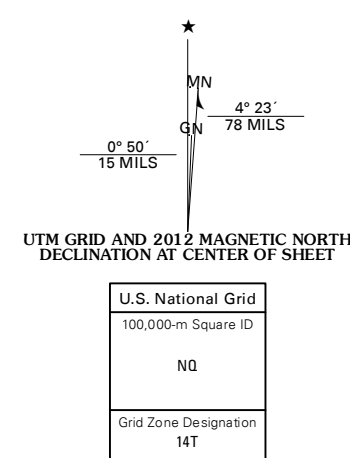 ★
MN
4° 23´
78 MILS
GN
0° 50´
15 MILS
UTM GRID AND 2012 MAGNETIC NORTH
DECLINATION AT CENTER OF SHEET
U.S. National Grid
100,000-m Square ID
NQ
Grid Zone Designation
14T